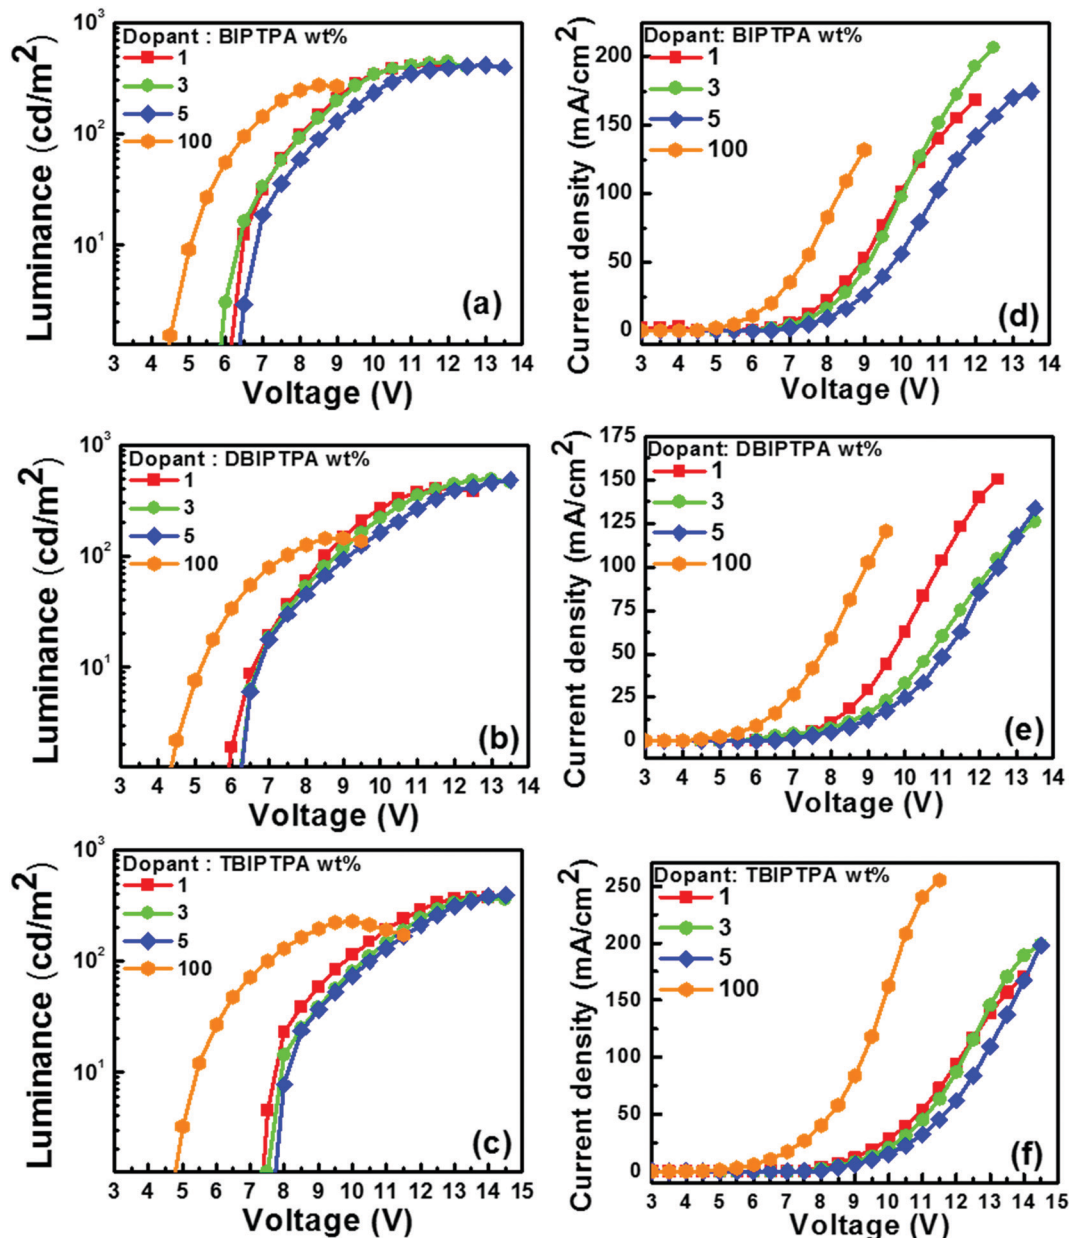 Dopant : BIPTPA wt%
1
3
5
100
10³
10²
10¹
Luminance (cd/m²)
(a)
3 4 5 6 7 8 9 10 11 12 13 14
Voltage (V)
Dopant: BIPTPA wt%
1
3
5
100
200
150
100
50
0
Current density (mA/cm²)
(d)
3 4 5 6 7 8 9 10 11 12 13 14
Voltage (V)
Dopant : DBIPTPA wt%
1
3
5
100
10³
10²
10¹
Luminance (cd/m²)
(b)
3 4 5 6 7 8 9 10 11 12 13 14
Voltage (V)
Dopant: DBIPTPA wt%
1
3
5
100
175
150
125
100
75
50
25
0
Current density (mA/cm²)
(e)
3 4 5 6 7 8 9 10 11 12 13 14
Voltage (V)
Dopant : TBIPTPA wt%
1
3
5
100
10³
10²
10¹
Luminance (cd/m²)
(c)
3 4 5 6 7 8 9 10 11 12 13 14 15
Voltage (V)
Dopant: TBIPTPA wt%
1
3
5
100
250
200
150
100
50
0
Current density (mA/cm²)
(f)
3 4 5 6 7 8 9 10 11 12 13 14 15
Voltage (V)